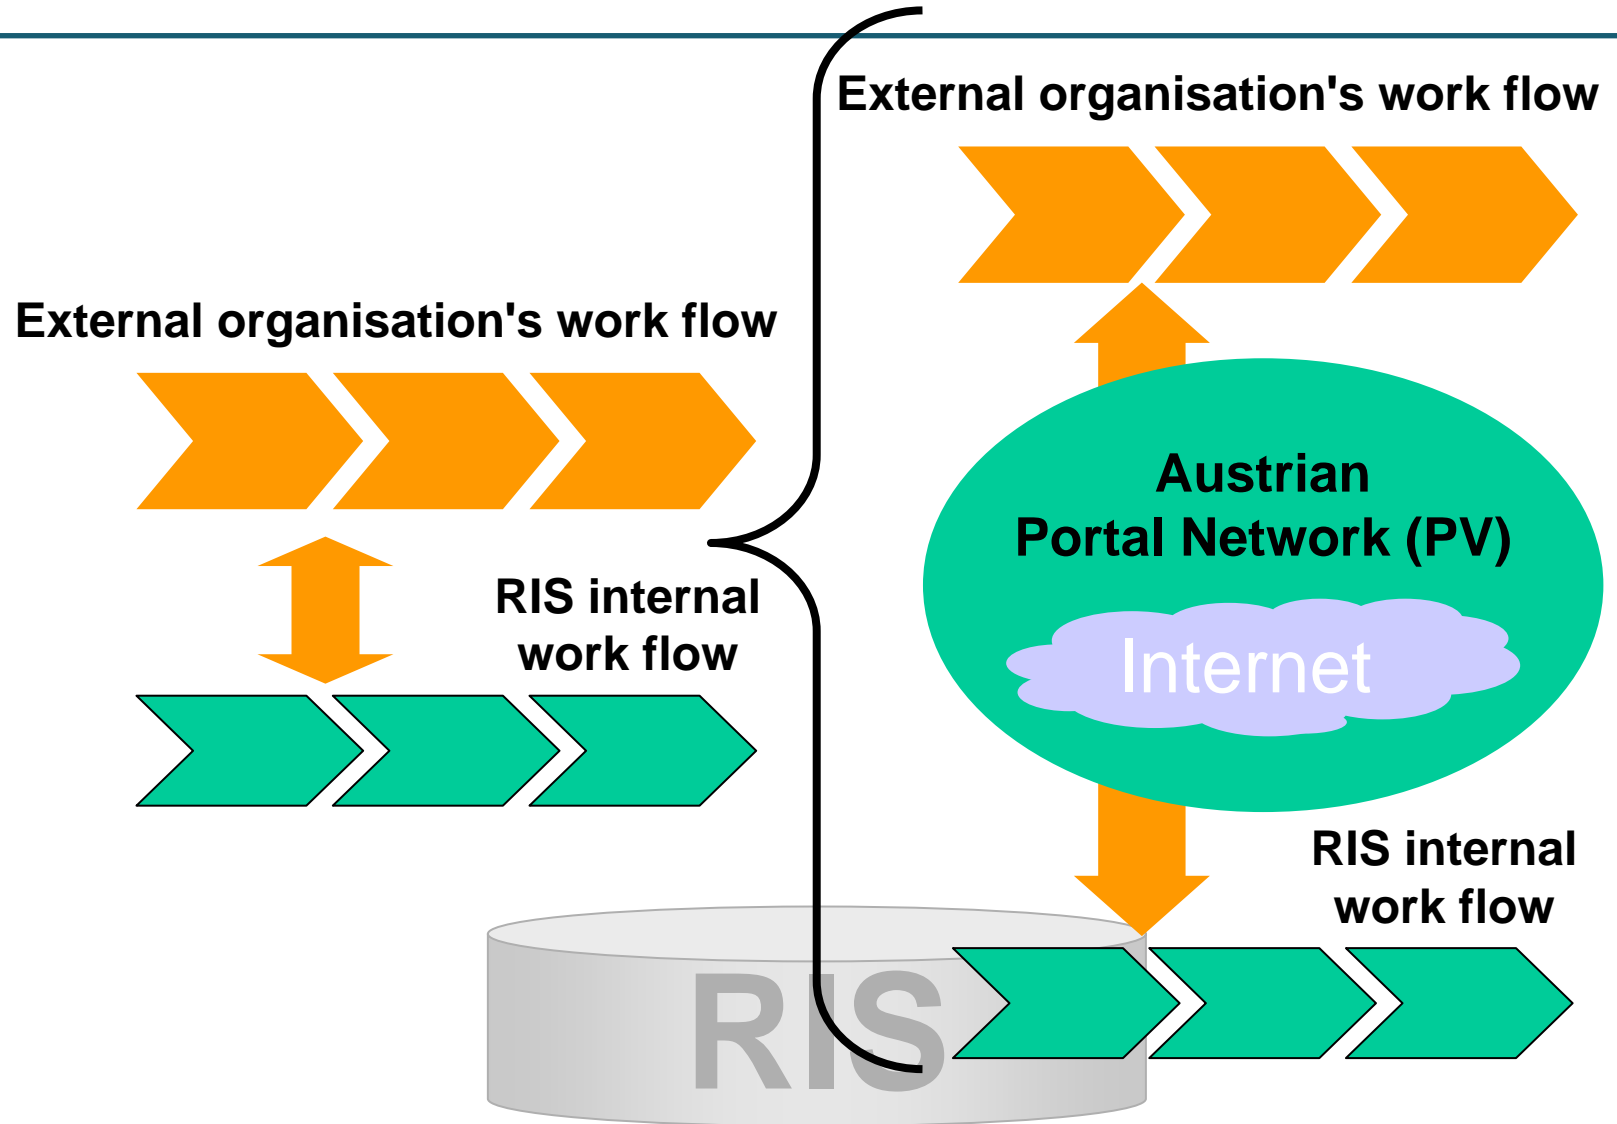 External organisation's work flow
RIS internal
work flow
External organisation's work flow
Austrian
Portal Network (PV)
Internet
RIS internal
work flow
RIS